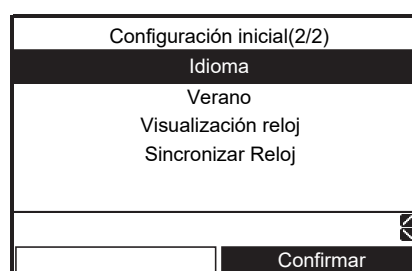 Configuración inicial(2/2)
Idioma
Verano
Visualización reloj
Sincronizar Reloj
Confirmar